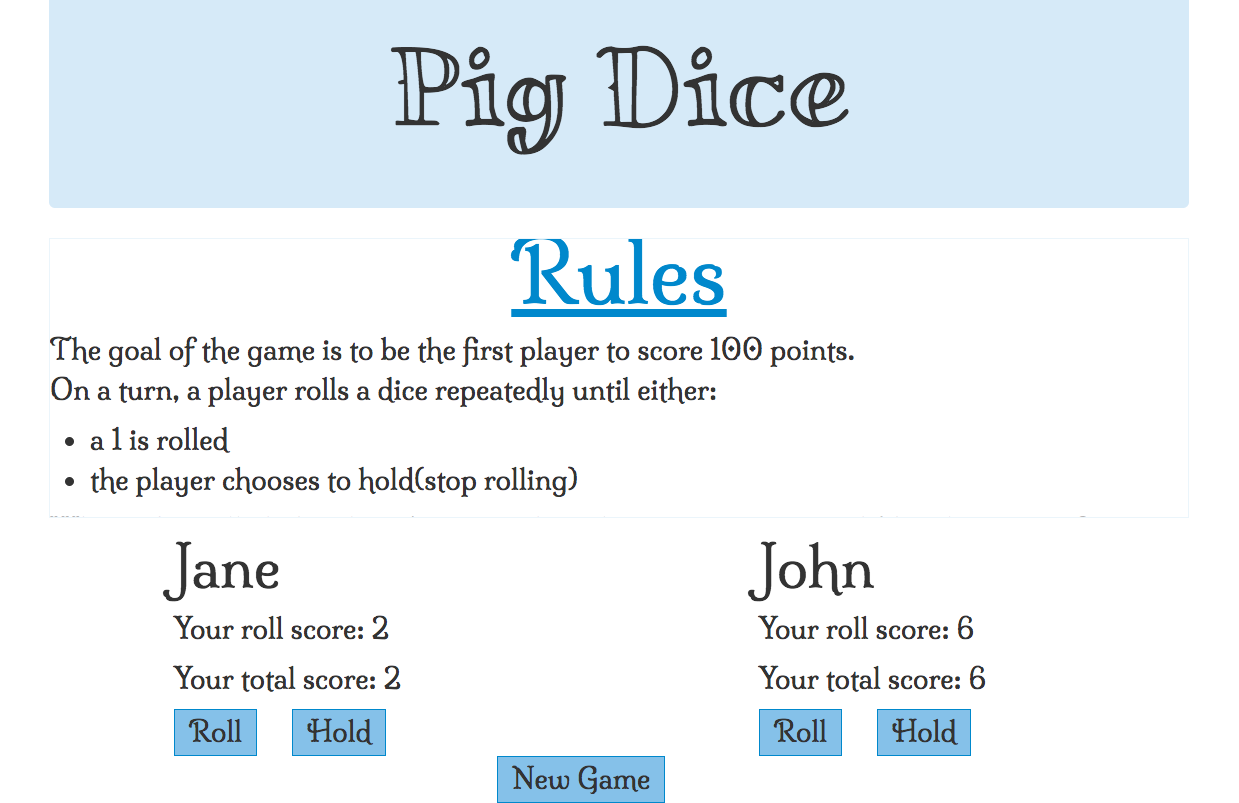 Pig Dice
Rules
The goal of the game is to be the first player to score 100 points.
On a turn, a player rolls a dice repeatedly until either:
• a 1 is rolled
• the player chooses to hold(stop rolling)
Jane
Your roll score: 2
Your total score: 2
Roll Hold
John
Your roll score: 6
Your total score: 6
Roll Hold
New Game